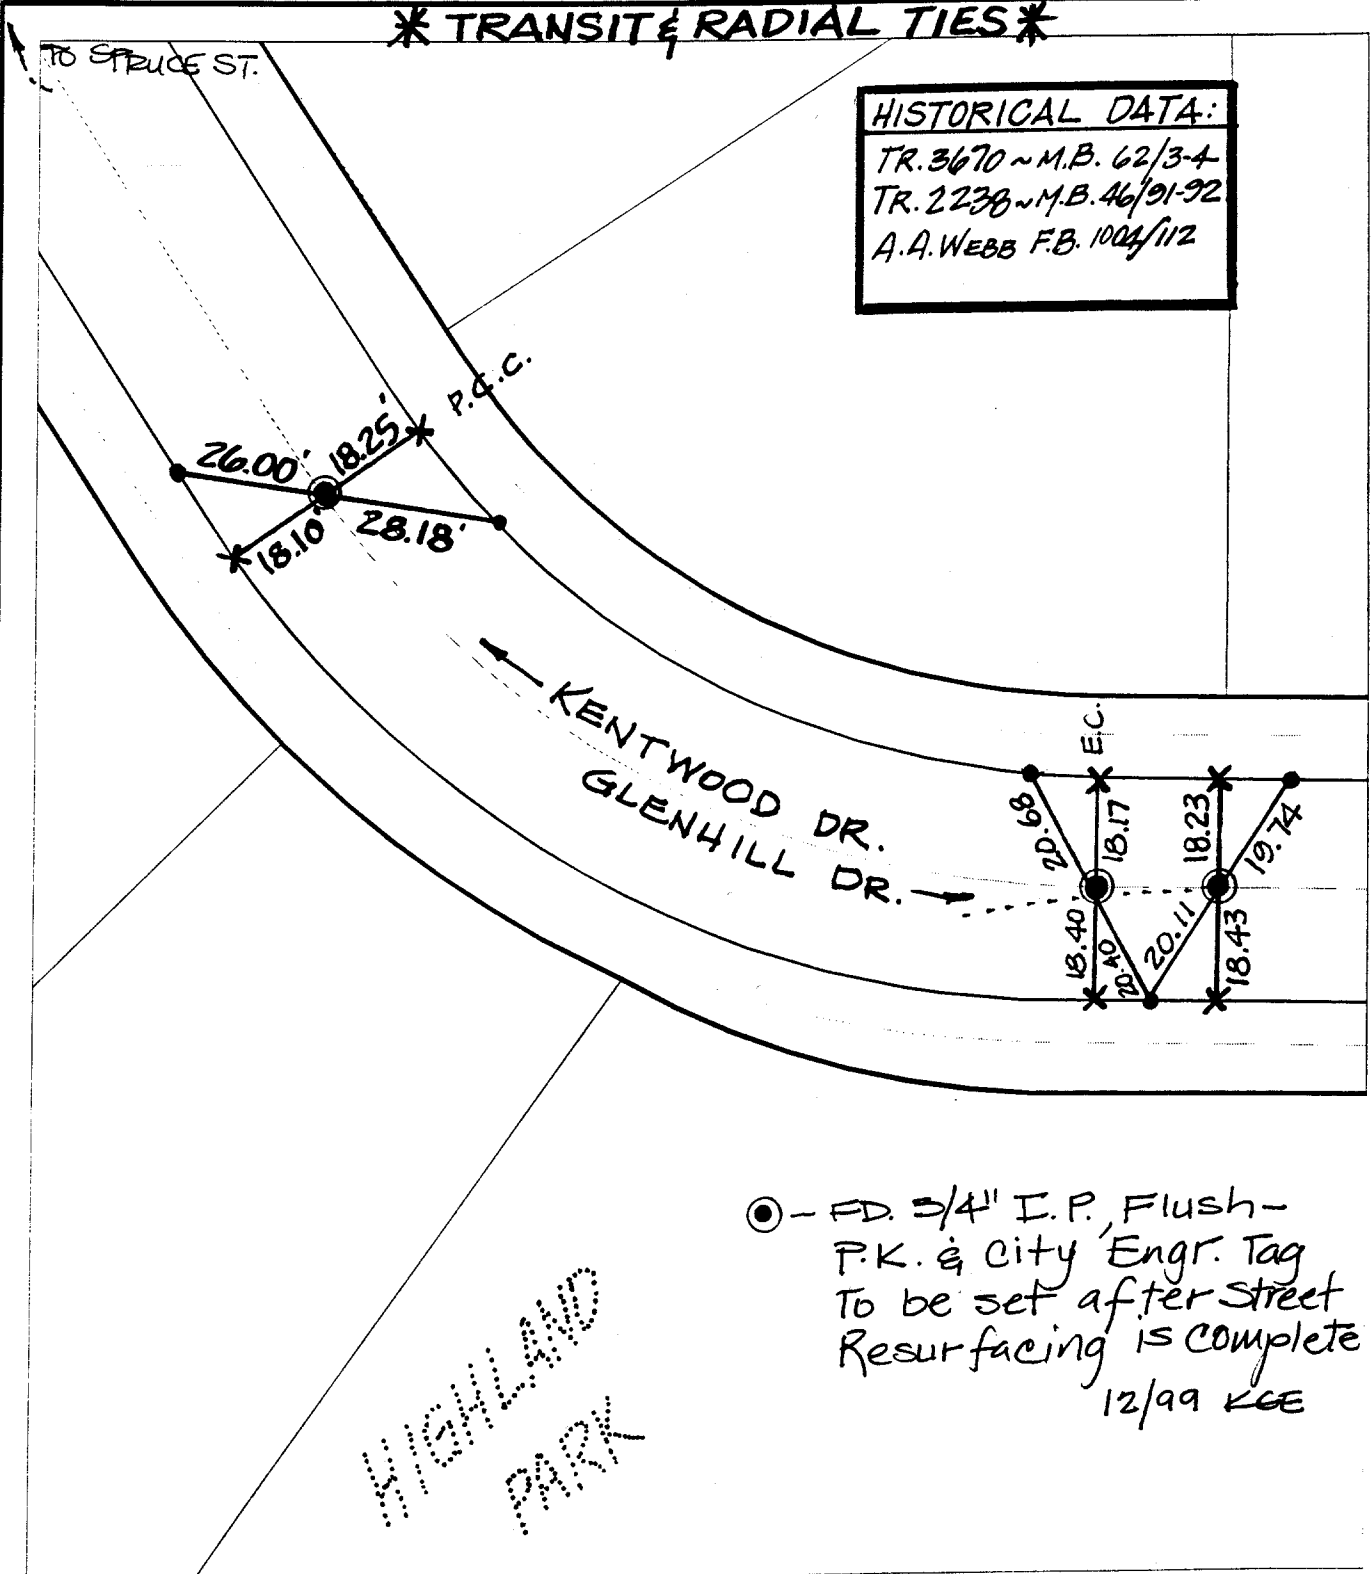 * TRANSIT & RADIAL TIES *
TO SPRUCE ST.
HISTORICAL DATA:
TR. 3670 ~ M.B. 62/3-4
TR. 2238 ~ M.B. 46/91-92
A.A. WEBB F.B. 1004/112
P.C.C.
26.00'
18.25'
18.10'
28.18'
KENTWOOD DR.
GLENHILL DR.
E.C.
20.68
18.17
18.23
19.74
18.40
20.40
20.11
18.43
- FD. 3/4" I.P., Flush -
P.K. & City Engr. Tag
To be set after Street
Resurfacing is Complete
12/99 KGE
HIGHLAND
PARK